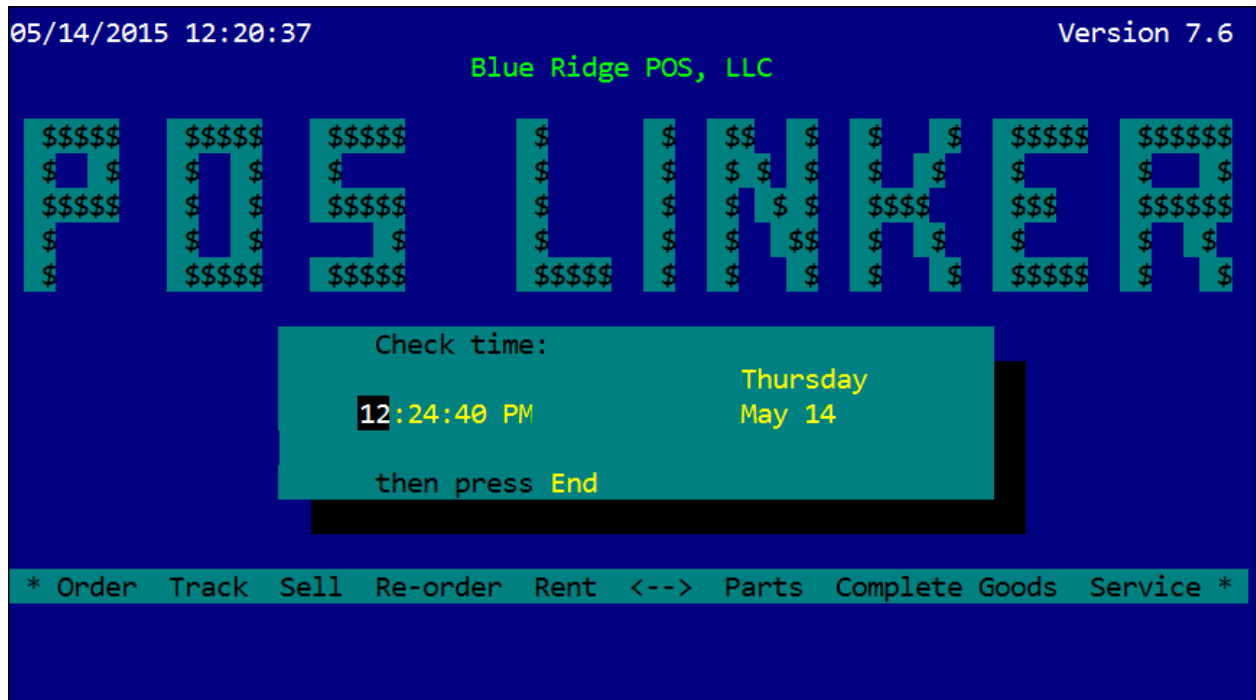 05/14/2015 12:20:37 Version 7.6
Blue Ridge POS, LLC
POS LINKER
Check time:
Thursday
12:24:40 PM May 14
then press End
* Order Track Sell Re-order Rent <--> Parts Complete Goods Service *